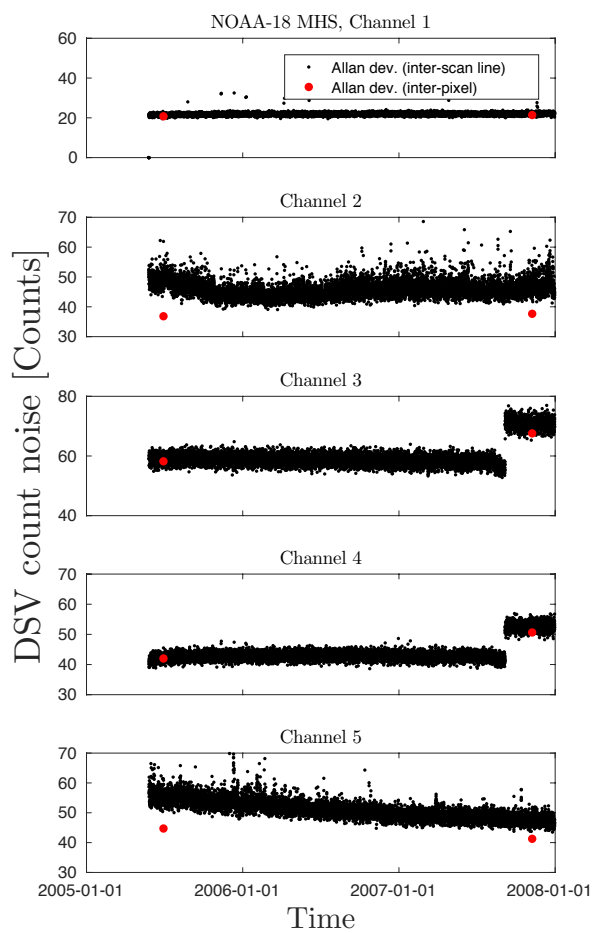 NOAA-18 MHS, Channel 1
60
40
20
0
Allan dev. (inter-scan line)
Allan dev. (inter-pixel)
Channel 2
70
60
50
40
30
Channel 3
80
60
40
Channel 4
70
60
50
40
30
Channel 5
70
60
50
40
30
2005-01-01 2006-01-01 2007-01-01 2008-01-01
Time
DSV count noise [Counts]